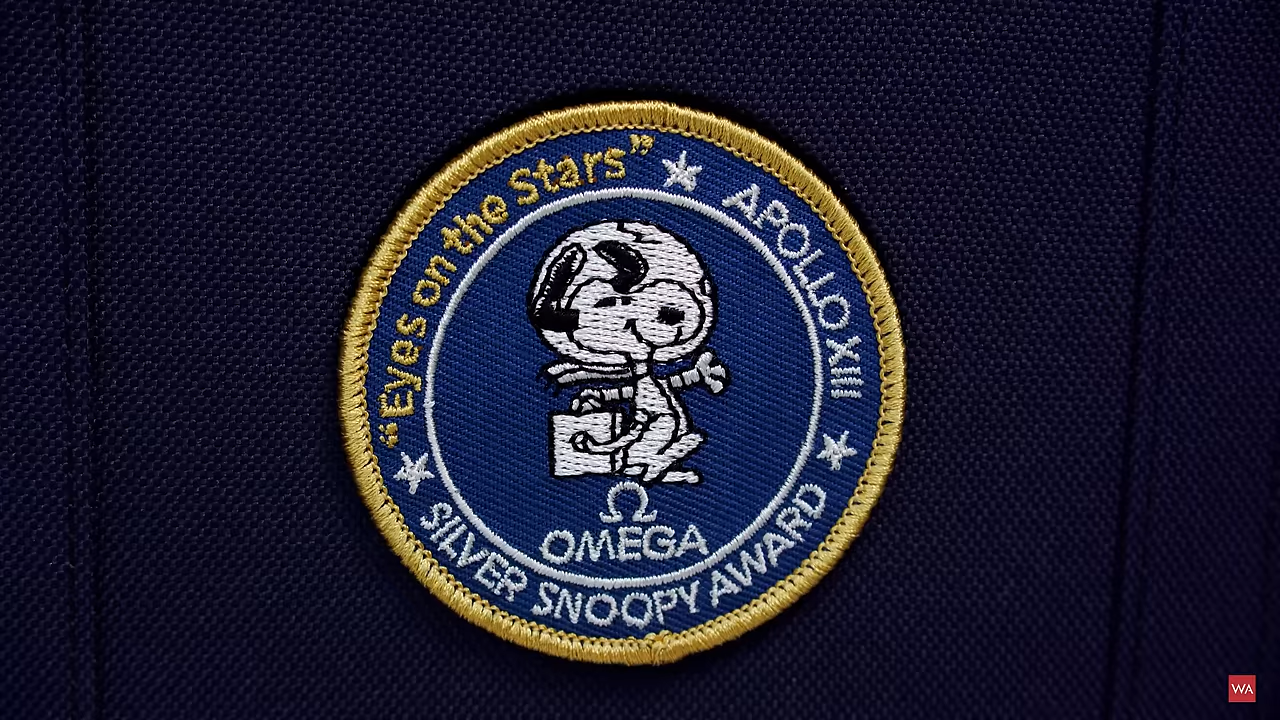 “Eyes on the Stars”
APOLLO XIII
SILVER SNOOPY AWARD
Ω
OMEGA
WA